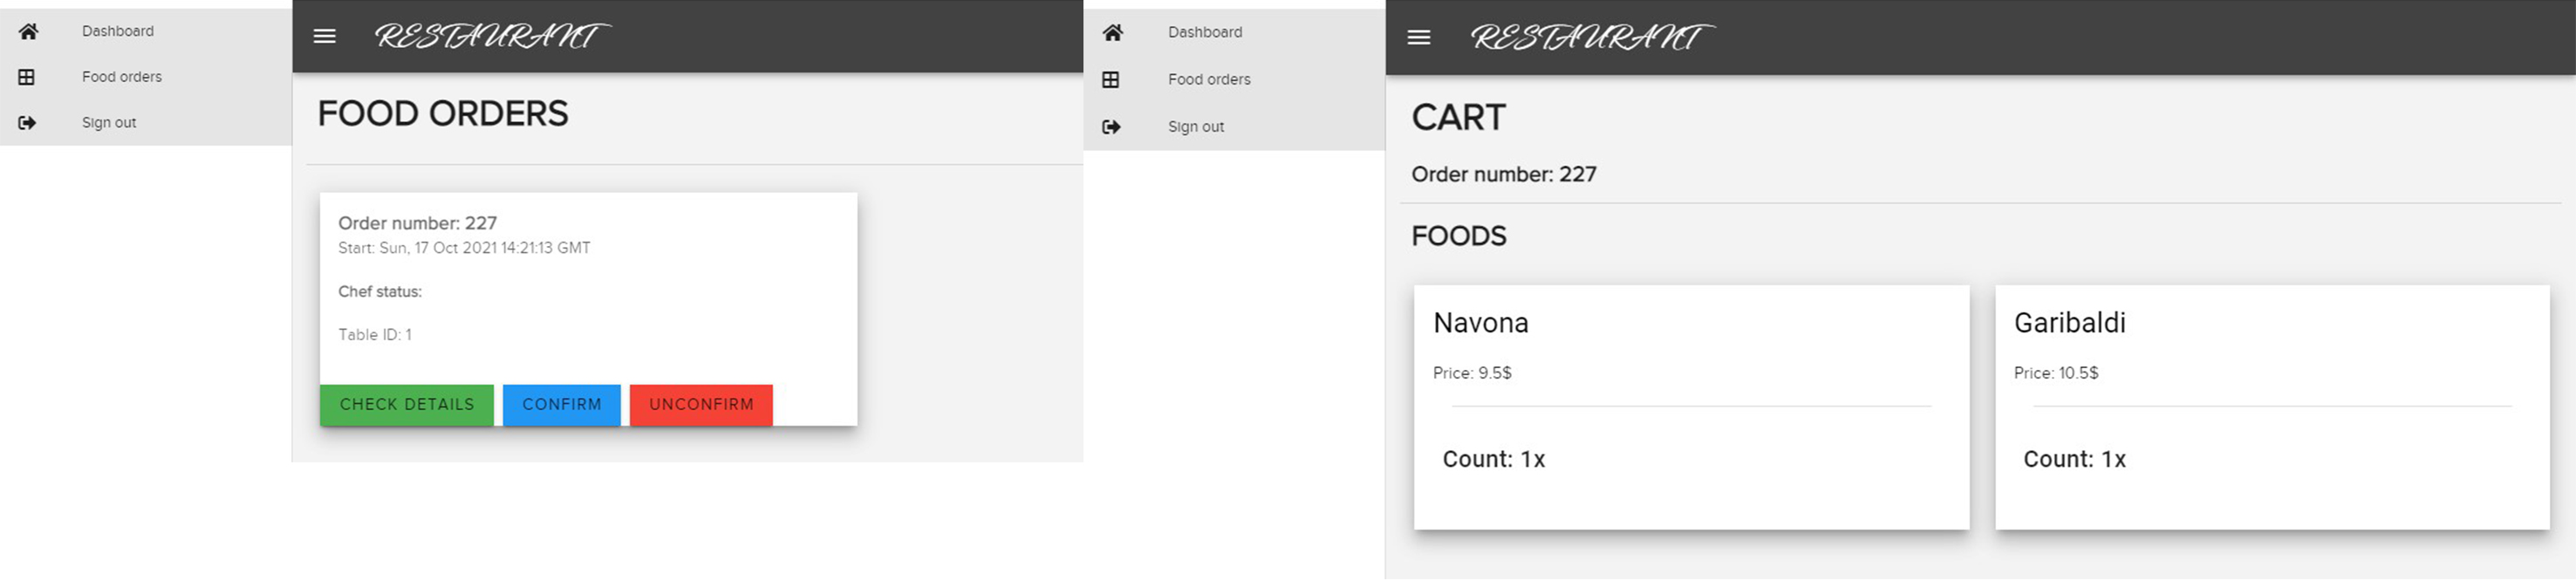 Dashboard
Food orders
Sign out
RESTAURANT
FOOD ORDERS
Order number: 227
Start: Sun, 17 Oct 2021 14:21:13 GMT
Chef status:
Table ID: 1
CHECK DETAILS CONFIRM UNCONFIRM
Dashboard
Food orders
Sign out
RESTAURANT
CART
Order number: 227
FOODS
Navona
Price: 9.5$
Count: 1x
Garibaldi
Price: 10.5$
Count: 1x